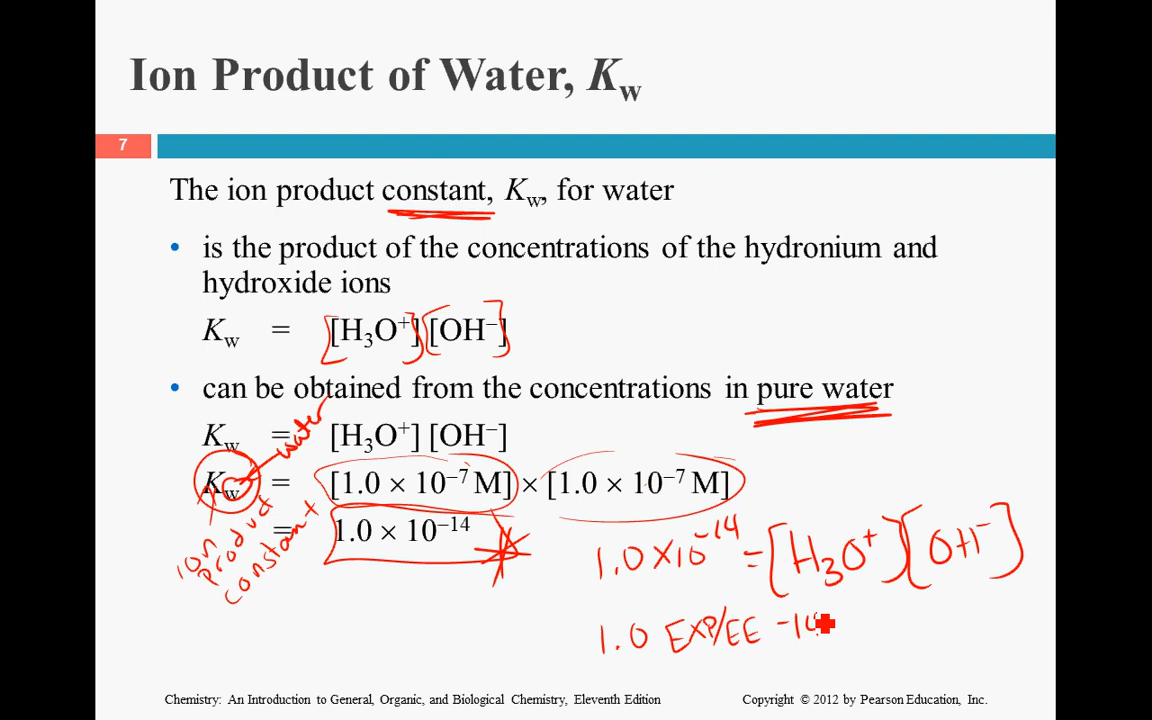 Ion Product of Water, Kw
7
The ion product constant, Kw, for water
• is the product of the concentrations of the hydronium and
hydroxide ions
Kw = [H3O+] [OH−]
• can be obtained from the concentrations in pure water
Kw = [H3O+] [OH−]
water
Kw = [1.0 × 10−7 M] × [1.0 × 10−7 M]
= 1.0 × 10−14
ion
product
constant
1.0 × 10-14 = [H3O+] [OH-]
1.0 EXP/EE -14
Chemistry: An Introduction to General, Organic, and Biological Chemistry, Eleventh Edition
Copyright © 2012 by Pearson Education, Inc.